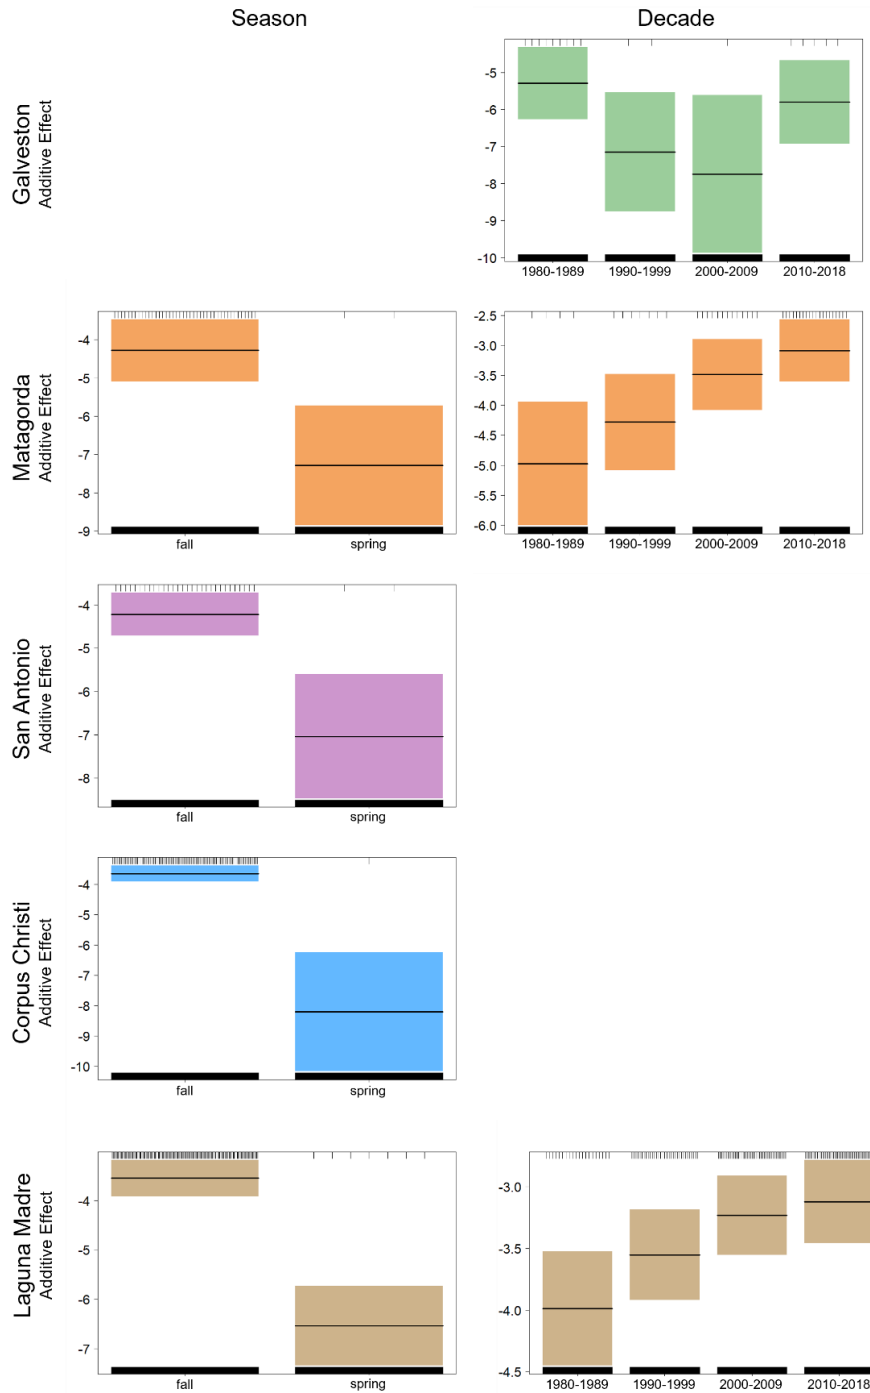 Season
Decade
Galveston
Additive Effect
-5
-6
-7
-8
-9
-10
1980-1989 1990-1999 2000-2009 2010-2018
Matagorda
Additive Effect
-4
-5
-6
-7
-8
-9
fall spring
-2.5
-3.0
-3.5
-4.0
-4.5
-5.0
-5.5
-6.0
1980-1989 1990-1999 2000-2009 2010-2018
San Antonio
Additive Effect
-4
-5
-6
-7
-8
fall spring
Corpus Christi
Additive Effect
-4
-5
-6
-7
-8
-9
-10
fall spring
Laguna Madre
Additive Effect
-4
-6
-7
fall spring
-3.0
-3.5
-4.0
-4.5
1980-1989 1990-1999 2000-2009 2010-2018